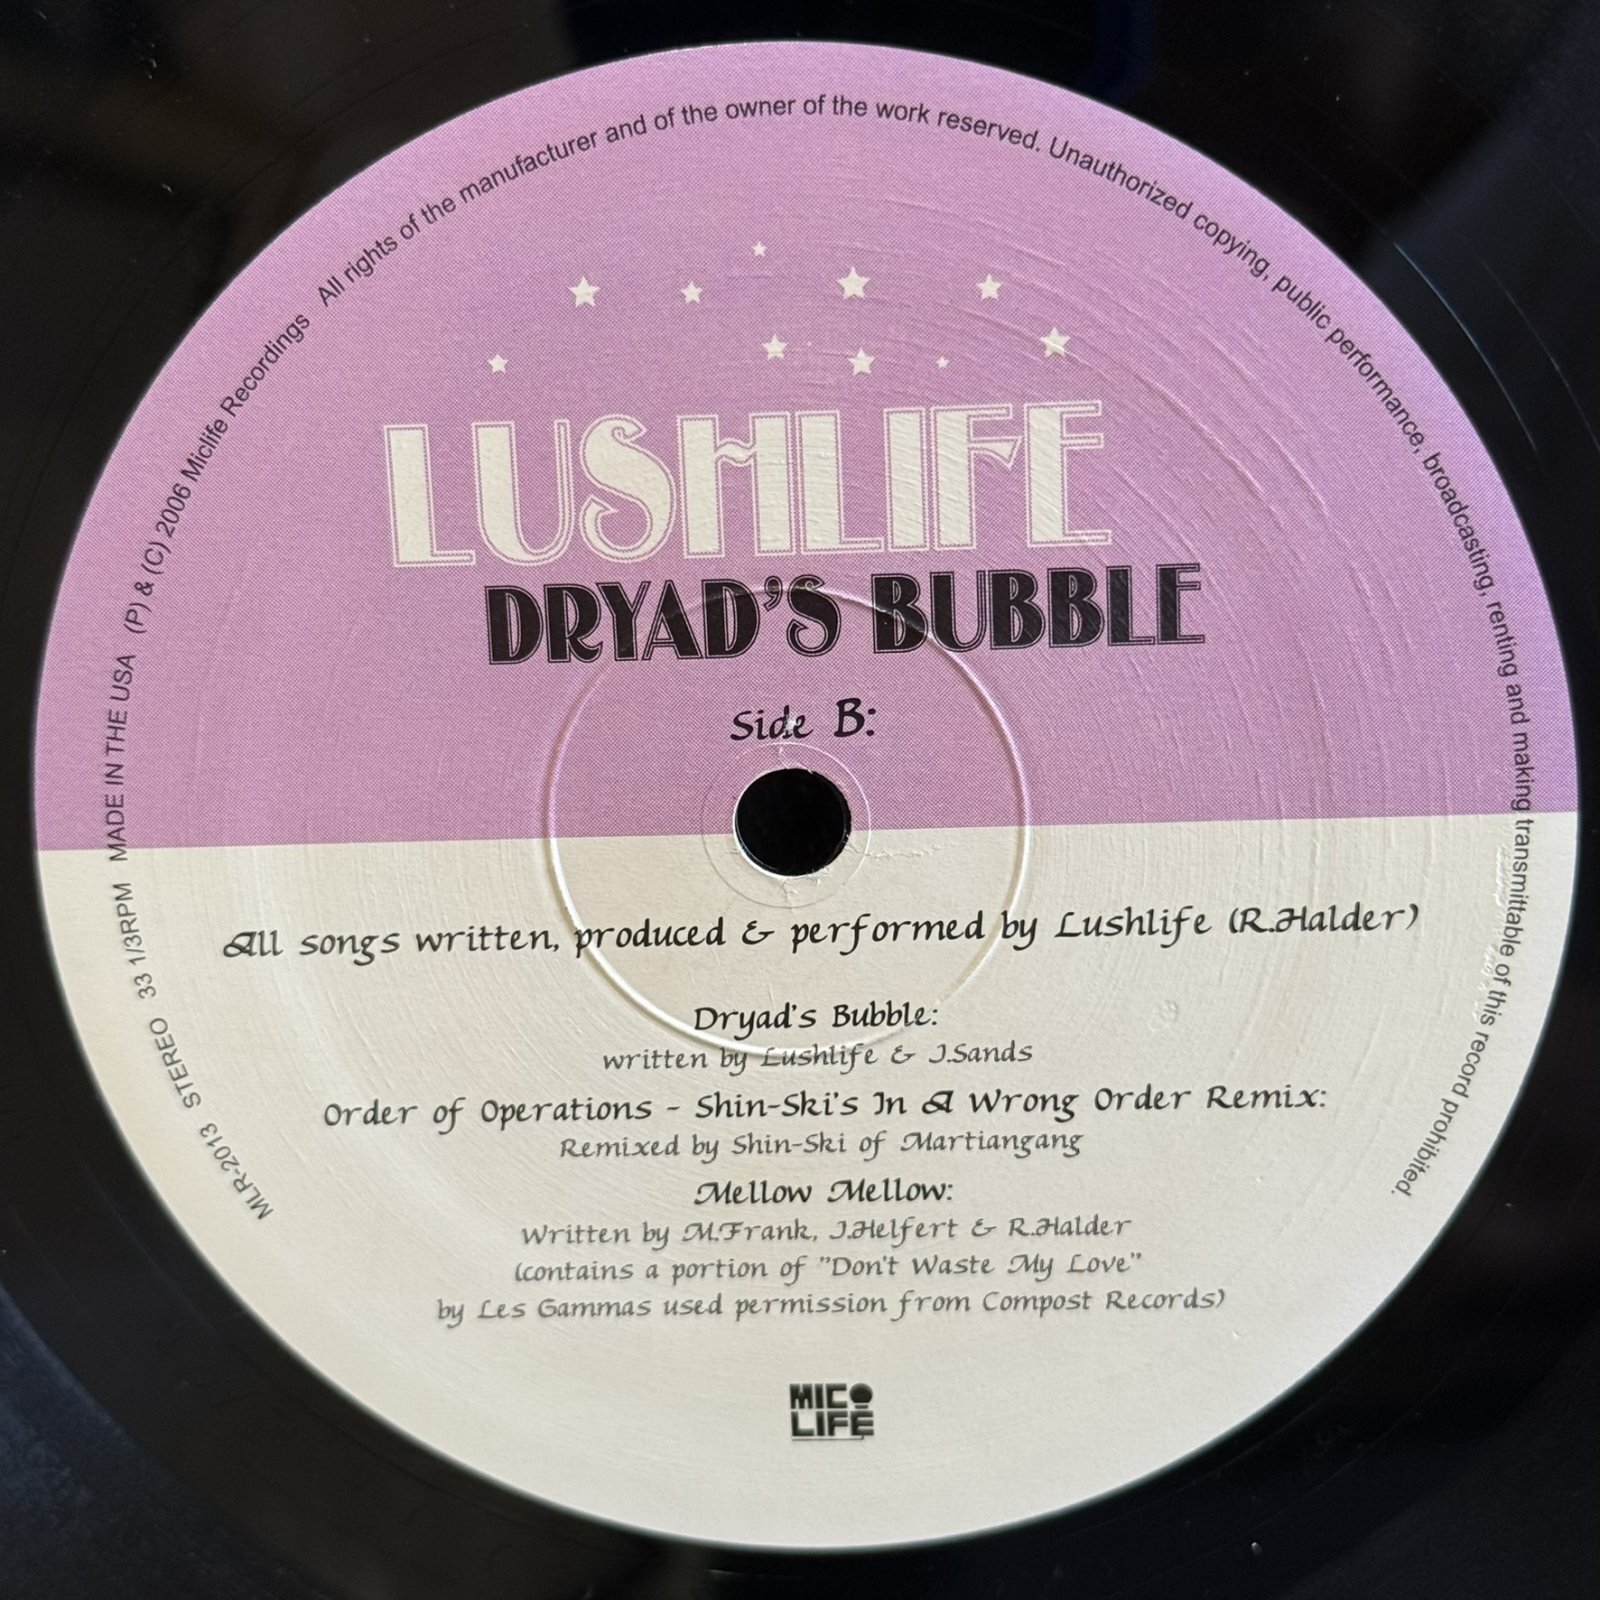 MLR-2013 STEREO 33 1/3RPM MADE IN THE USA (P) & (C) 2006 Miclife Recordings All rights of the manufacturer and of the owner of the work reserved. Unauthorized copying, public performance, broadcasting, renting and making transmittable of this record prohibited.
LUSHLIFE
DRYAD'S BUBBLE
Side B:
All songs written, produced & performed by Lushlife (R.Halder)
Dryad's Bubble:
written by Lushlife & J.Sands
Order of Operations - Shin-Ski's In A Wrong Order Remix:
Remixed by Shin-Ski of Martiangang
Mellow Mellow:
Written by M.Frank, J.Helfert & R.Halder
(contains a portion of "Don't Waste My Love"
by Les Gammas used permission from Compost Records)
MIC
LIFE